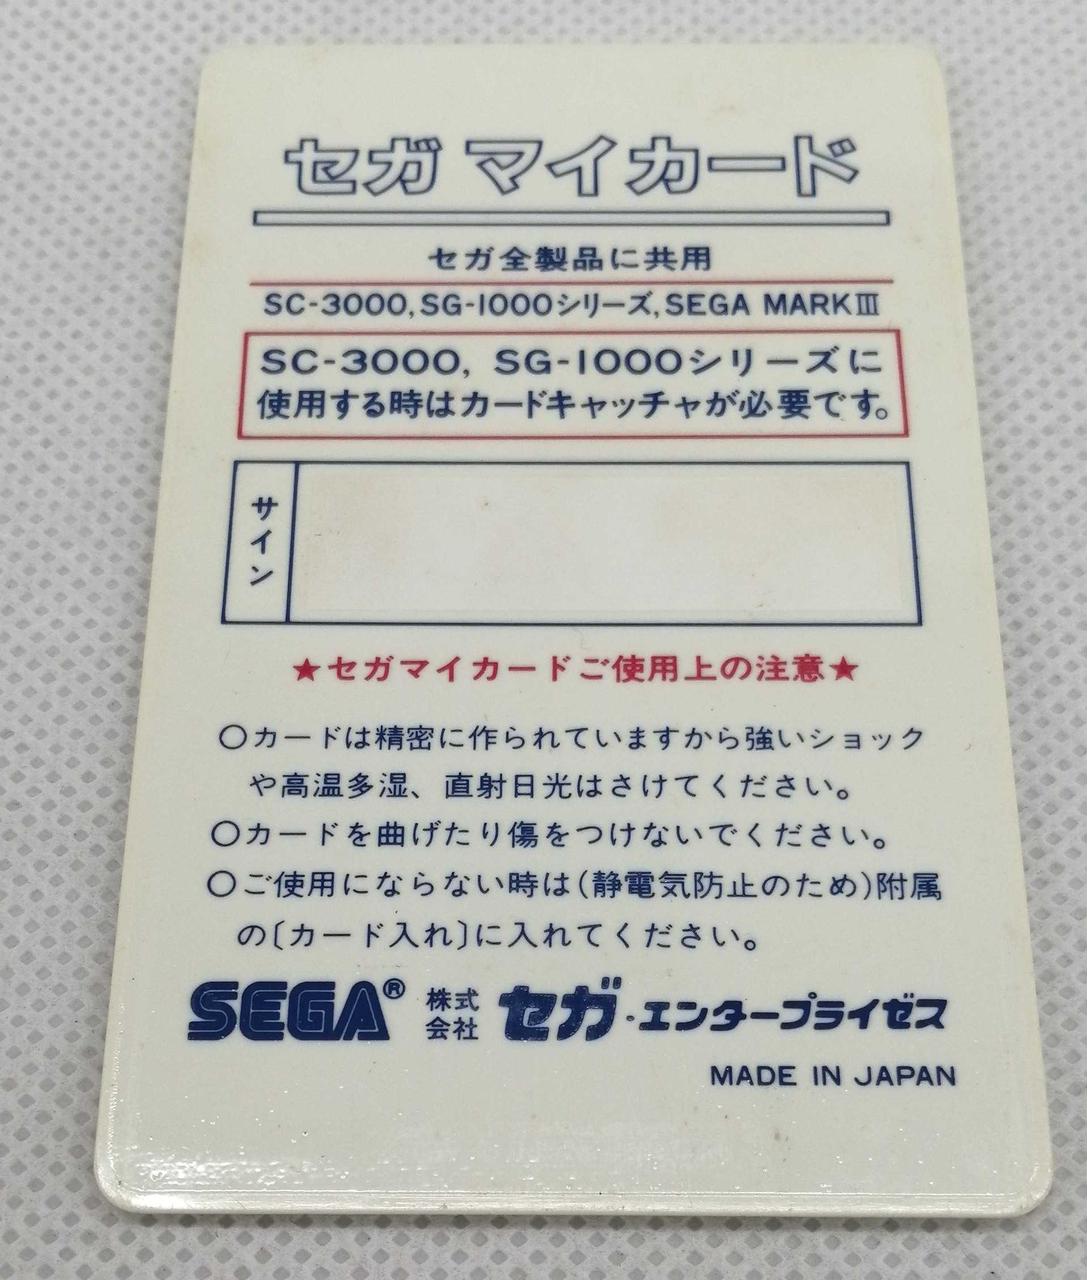 セガ マイカード
セガ全製品に共用
SC-3000,SG-1000シリーズ,SEGA MARKⅢ
SC-3000, SG-1000シリーズに
使用する時はカードキャッチャが必要です。
サイン
★セガマイカードご使用上の注意★
○カードは精密に作られていますから強いショック
や高温多湿、直射日光はさけてください。
○カードを曲げたり傷をつけないでください。
○ご使用にならない時は(静電気防止のため)附属
の〔カード入れ〕に入れてください。
SEGA® 株式会社 セガ・エンタープライゼス
MADE IN JAPAN